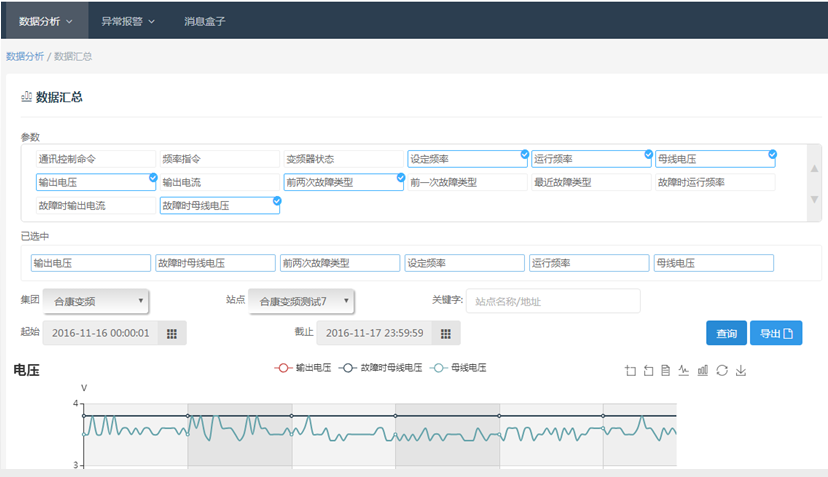 数据分析 异常报警 消息盒子
数据分析 / 数据汇总
数据汇总
参数
通讯控制命令 频率指令 变频器状态 设定频率 运行频率 母线电压
输出电压 输出电流 前两次故障类型 前一次故障类型 最近故障类型 故障时运行频率
故障时输出电流 故障时母线电压
已选中
输出电压 故障时母线电压 前两次故障类型 设定频率 运行频率 母线电压
集团 合康变频 站点 合康变频测试7 关键字: 站点名称/地址
起始 2016-11-16 00:00:01 截止 2016-11-17 23:59:59 查询 导出
电压 输出电压 故障时母线电压 母线电压
V
4
3